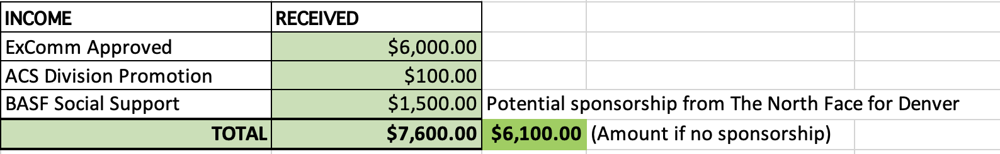 INCOME RECEIVED
ExComm Approved $6,000.00
ACS Division Promotion $100.00
BASF Social Support $1,500.00 Potential sponsorship from The North Face for Denver
TOTAL $7,600.00 $6,100.00 (Amount if no sponsorship)